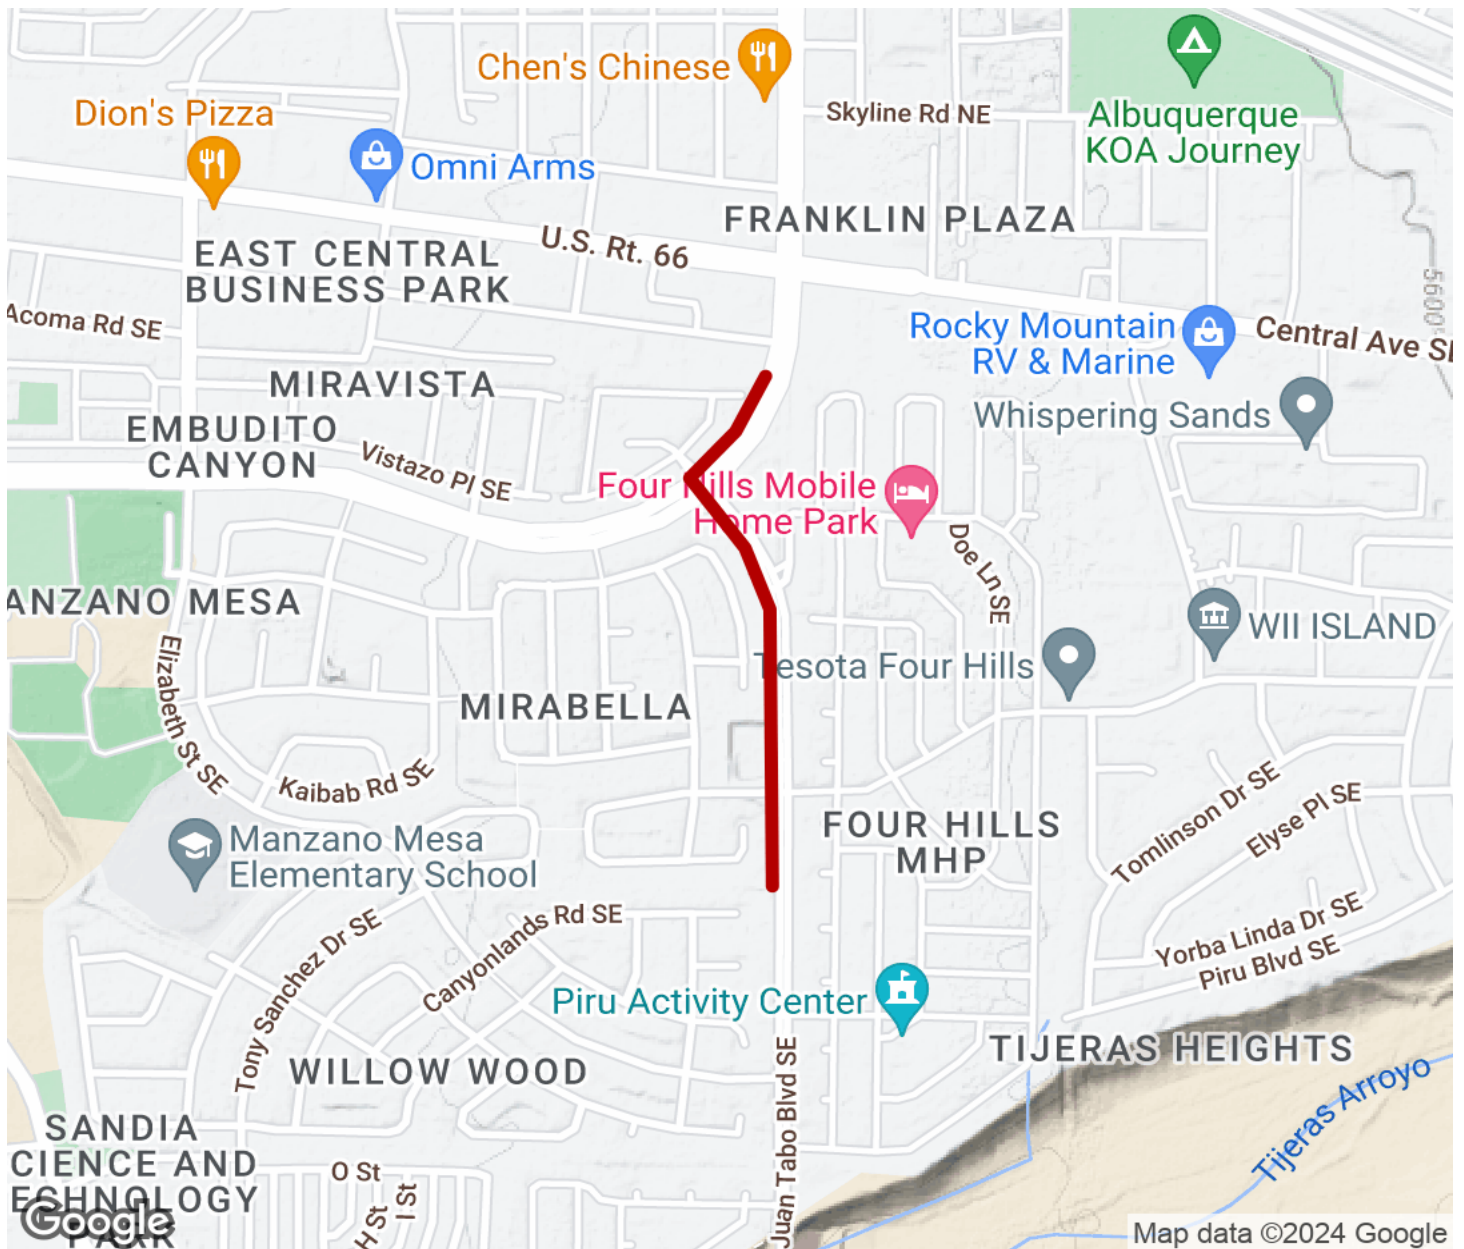 Chen's Chinese
Dion's Pizza
Skyline Rd NE
Albuquerque
KOA Journey
Omni Arms
FRANKLIN PLAZA
U.S. Rt. 66
EAST CENTRAL
BUSINESS PARK
5600'
Acoma Rd SE
Rocky Mountain
RV & Marine
Central Ave SE
MIRAVISTA
Whispering Sands
EMBUDITO
CANYON
Vistazo Pl SE
Four Hills Mobile
Home Park
Doe Ln SE
ANZANO MESA
WII ISLAND
Elizabeth St SE
Tesota Four Hills
MIRABELLA
Kaibab Rd SE
Tomlinson Dr SE
Elyse Pl SE
FOUR HILLS
MHP
Manzano Mesa
Elementary School
Canyonlands Rd SE
Tony Sanchez Dr SE
Yorba Linda Dr SE
Piru Blvd SE
Piru Activity Center
TIJERAS HEIGHTS
WILLOW WOOD
Juan Tabo Blvd SE
Tijeras Arroyo
SANDIA
CIENCE AND
ECHNOLOGY
PARK
O St
I St
H St
Google
Map data ©2024 Google